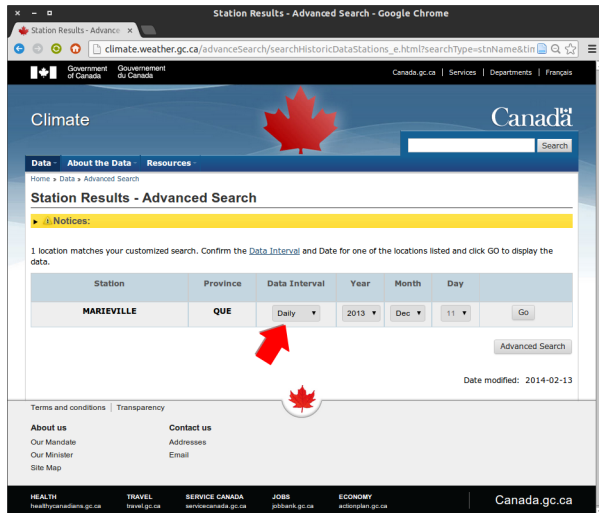 Station Results - Advanced Search - Google Chrome
Station Results - Advance
climate.weather.gc.ca/advanceSearch/searchHistoricDataStations_e.html?searchType=stnName&tin
Government of Canada
Gouvernement du Canada
Canada.gc.ca | Services | Departments | Français
Climate
Canada
Search
Data
About the Data
Resources
Home » Data » Advanced Search
Station Results - Advanced Search
Notices:
1 location matches your customized search. Confirm the Data Interval and Date for one of the locations listed and click GO to display the
data.
Station Province Data Interval Year Month Day
MARIEVILLE QUE Daily 2013 Dec 11 Go
Advanced Search
Date modified: 2014-02-13
Terms and conditions | Transparency
About us Contact us
Our Mandate Addresses
Our Minister Email
Site Map
HEALTH TRAVEL SERVICE CANADA JOBS ECONOMY
healthycanadians.gc.ca travel.gc.ca servicecanada.gc.ca jobbank.gc.ca actionplan.gc.ca
Canada.gc.ca